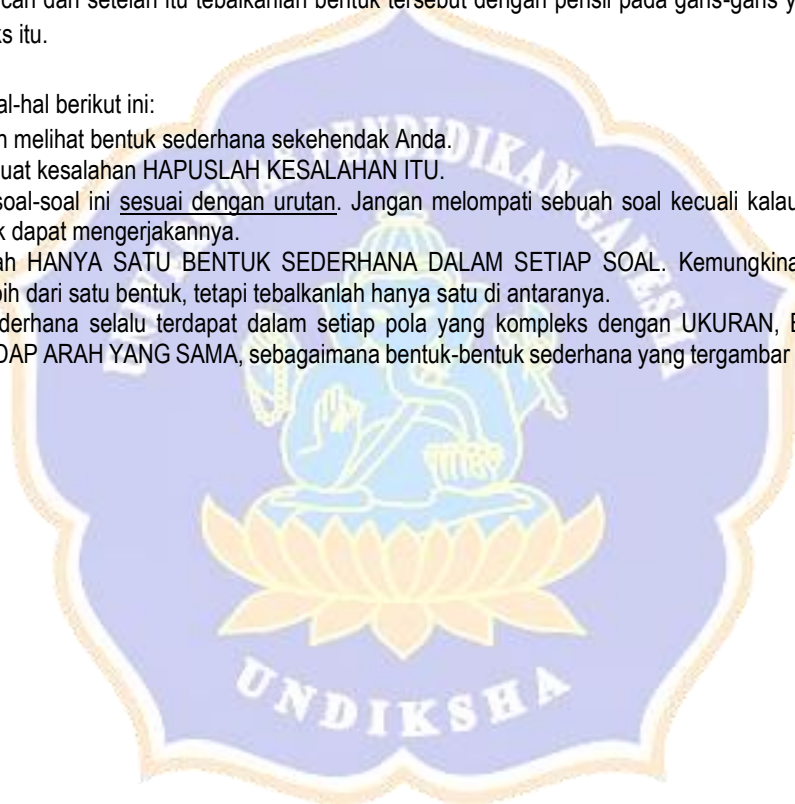 dan setelah itu tebalkanlah bentuk tersebut dengan pensil pada garis-garis
ks itu.
al-hal berikut ini:
n melihat bentuk sederhana sekehendak Anda.
uat kesalahan HAPUSLAH KESALAHAN ITU.
soal-soal ini sesuai dengan urutan. Jangan melompati sebuah soal kecuali kalau
k dapat mengerjakannya.
ah HANYA SATU BENTUK SEDERHANA DALAM SETIAP SOAL. Kemungkina
bih dari satu bentuk, tetapi tebalkanlah hanya satu di antaranya.
derhana selalu terdapat dalam setiap pola yang kompleks dengan UKURAN,
DAP ARAH YANG SAMA, sebagaimana bentuk-bentuk sederhana yang tergambar
PENDIDIKAN GANESHA
UNDIKSHA